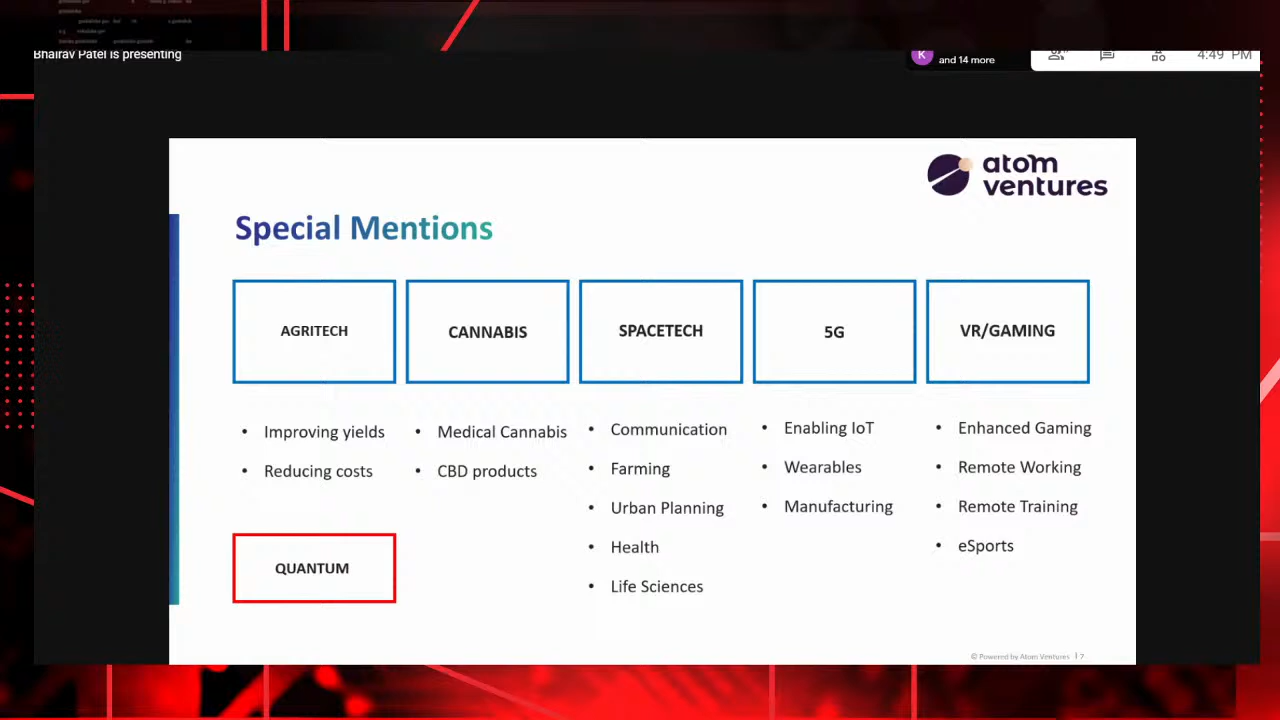 Bhairav Patel is presenting
K
and 14 more
4:49 PM
atom
ventures
Special Mentions
AGRITECH
CANNABIS
SPACETECH
5G
VR/GAMING
• Improving yields
• Reducing costs
• Medical Cannabis
• CBD products
• Communication
• Farming
• Urban Planning
• Health
• Life Sciences
• Enabling IoT
• Wearables
• Manufacturing
• Enhanced Gaming
• Remote Working
• Remote Training
• eSports
QUANTUM
© Powered by Atom Ventures | 7